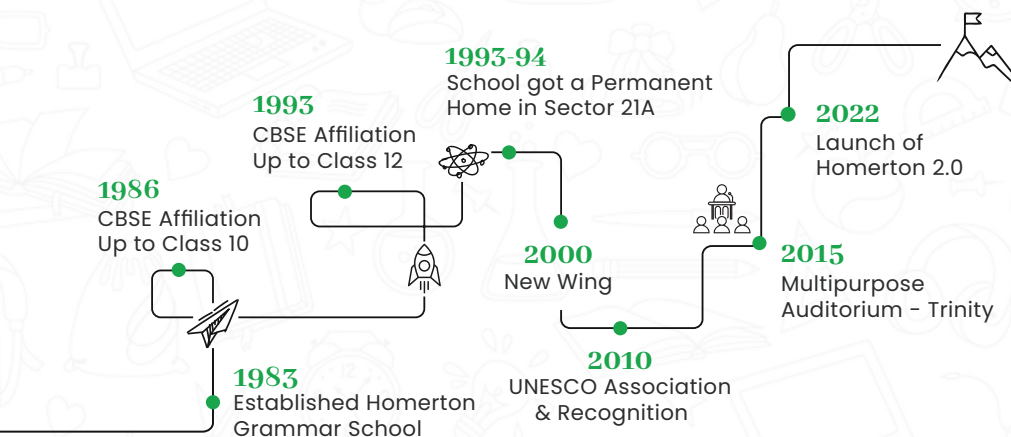 1983
Established Homerton
Grammar School
1986
CBSE Affiliation
Up to Class 10
1993
CBSE Affiliation
Up to Class 12
1993-94
School got a Permanent
Home in Sector 21A
2000
New Wing
2010
UNESCO Association
& Recognition
2015
Multipurpose
Auditorium - Trinity
2022
Launch of
Homerton 2.0